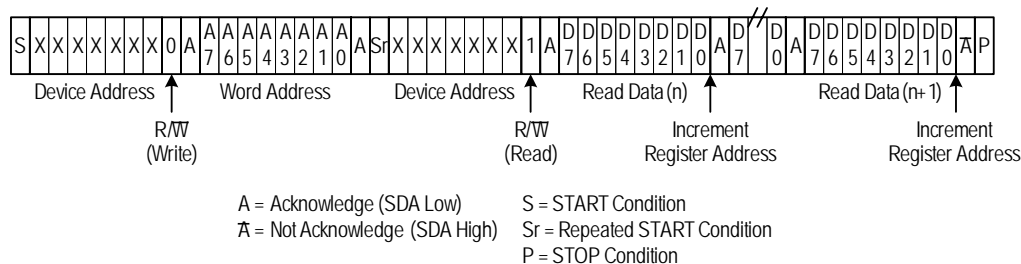 S X X X X X X X 0 A A7 A6 A5 A4 A3 A2 A1 A0 A Sr X X X X X X X 1 A D7 D6 D5 D4 D3 D2 D1 D0 A D7 // D0 A D7 D6 D5 D4 D3 D2 D1 D0 A̅ P
Device Address Word Address Device Address Read Data (n) Read Data (n+1)
R/W̅ R/W̅ Increment Increment
(Write) (Read) Register Address Register Address
A = Acknowledge (SDA Low) S = START Condition
A̅ = Not Acknowledge (SDA High) Sr = Repeated START Condition
P = STOP Condition